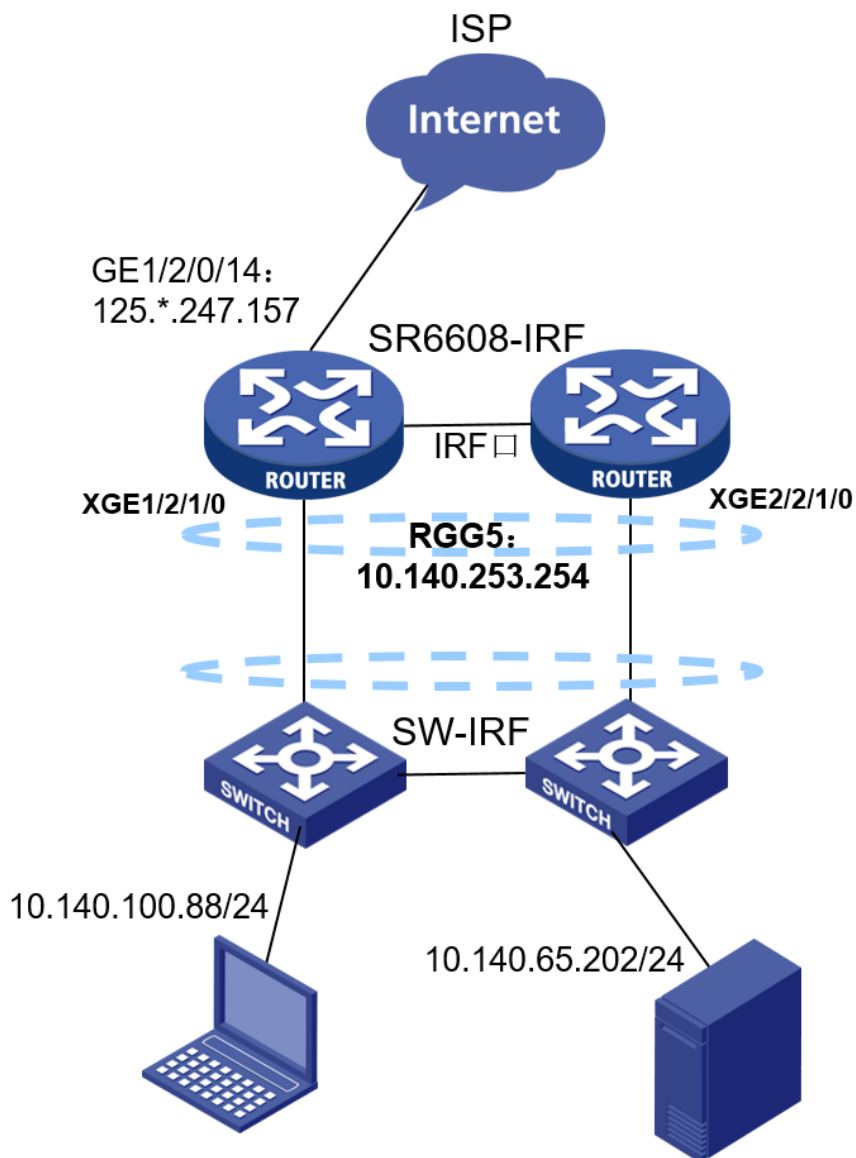 ISP
Internet
GE1/2/0/14：
125.*.247.157
SR6608-IRF
ROUTER
IRF口
ROUTER
XGE1/2/1/0
XGE2/2/1/0
RGG5：
10.140.253.254
SW-IRF
SWITCH
SWITCH
10.140.100.88/24
10.140.65.202/24